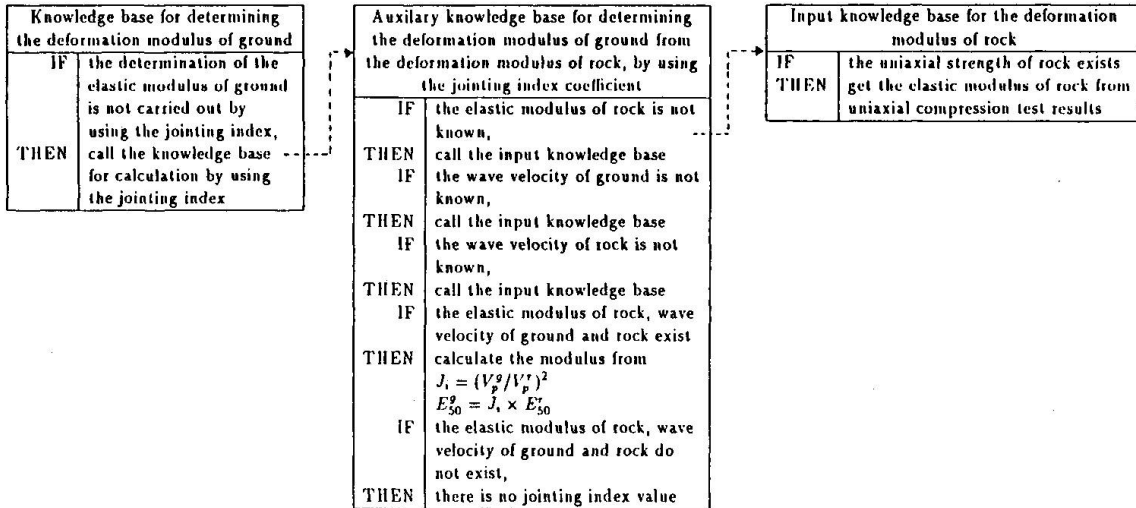 Knowledge base for determining
the deformation modulus of ground
IF the determination of the
elastic modulus of ground
is not carried out by
using the jointing index,
THEN call the knowledge base
for calculation by using
the jointing index
Auxilary knowledge base for determining
the deformation modulus of ground from
the deformation modulus of rock, by using
the jointing index coefficient
IF the elastic modulus of rock is not
known,
THEN call the input knowledge base
IF the wave velocity of ground is not
known,
THEN call the input knowledge base
IF the wave velocity of rock is not
known,
THEN call the input knowledge base
IF the elastic modulus of rock, wave
velocity of ground and rock exist
THEN calculate the modulus from
J_i = (V_p^g/V_p^r)^2
E_{50}^g = J_i × E_{50}^r
IF the elastic modulus of rock, wave
velocity of ground and rock do
not exist,
THEN there is no jointing index value
Input knowledge base for the deformation
modulus of rock
IF the uniaxial strength of rock exists
THEN get the elastic modulus of rock from
uniaxial compression test results